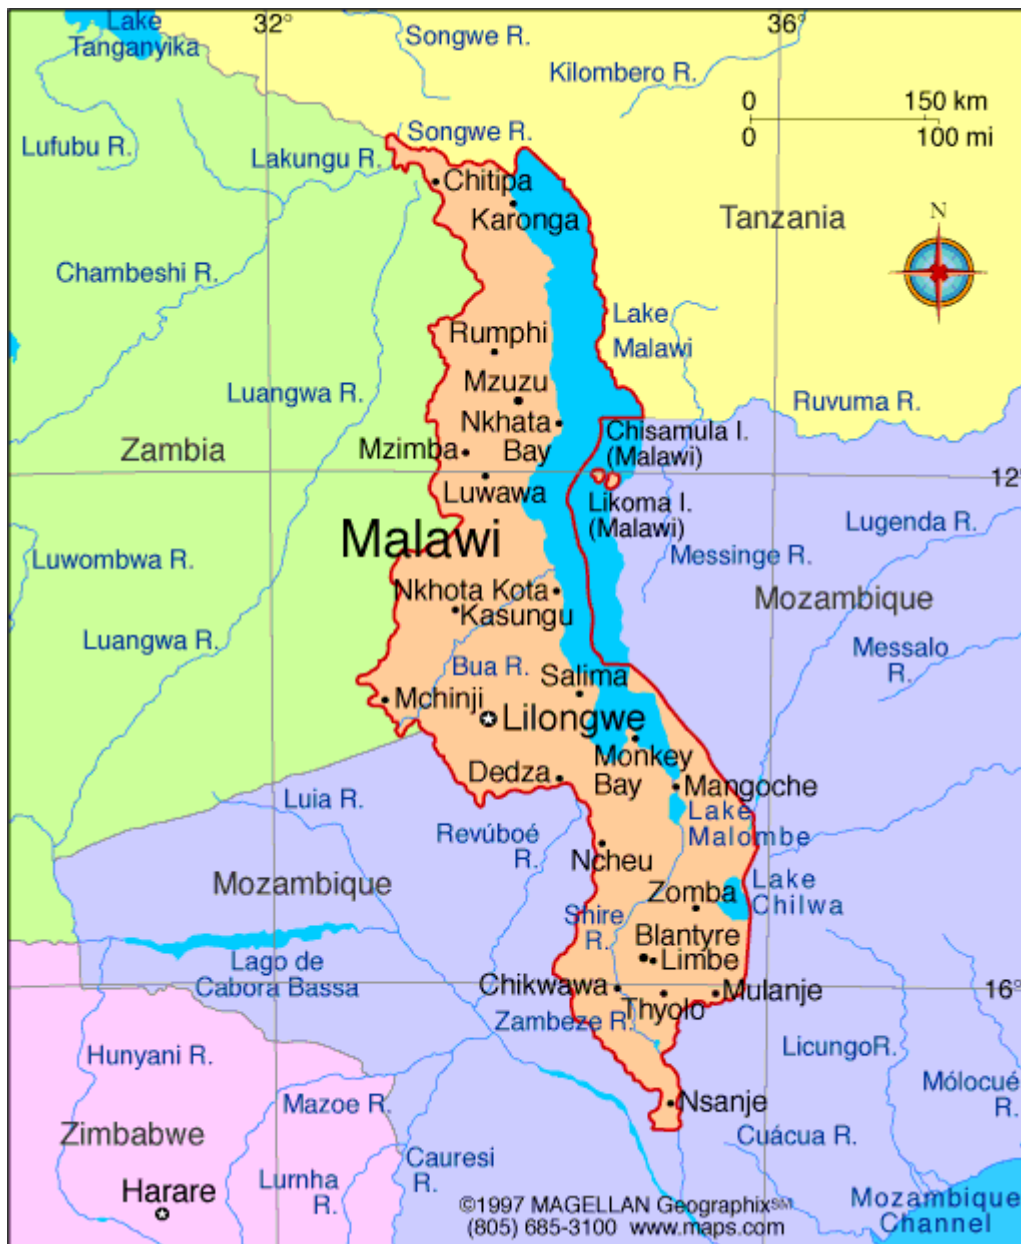 Lake
Tanganyika
32°
36°
Songwe R.
Kilombero R.
0
150 km
0
100 mi
Lufubu R.
Songwe R.
Lakungu R.
Chitipa
Karonga
Tanzania
N
Chambeshi R.
Lake
Malawi
Rumphi
Mzuzu
Luangwa R.
Ruvuma R.
Nkhata
Bay
Chisamula I.
(Malawi)
Zambia
Mzimba
12°
Luwawa
Likoma I.
(Malawi)
Lugenda R.
Malawi
Messinge R.
Luwombwa R.
Nkhota Kota
Mozambique
Kasungu
Luangwa R.
Messalo
R.
Bua R.
Salima
Mchinji
Lilongwe
Monkey
Bay
Dedza
Mangoche
Luia R.
Lake
Malombe
Revúboé
R.
Ncheu
Mozambique
Zomba
Lake
Chilwa
Shire
R.
Blantyre
Limbe
Lago de
Cabora Bassa
Chikwawa
Mulanje
16°
Thyolo
Zambeze R.
Hunyani R.
LicungoR.
Mólocué
R.
Mazoe R.
Nsanje
Zimbabwe
Cuácua R.
Cauresi
R.
Lurnha
R.
Harare
©1997 MAGELLAN Geographix℠
(805) 685-3100 www.maps.com
Mozambique
Channel